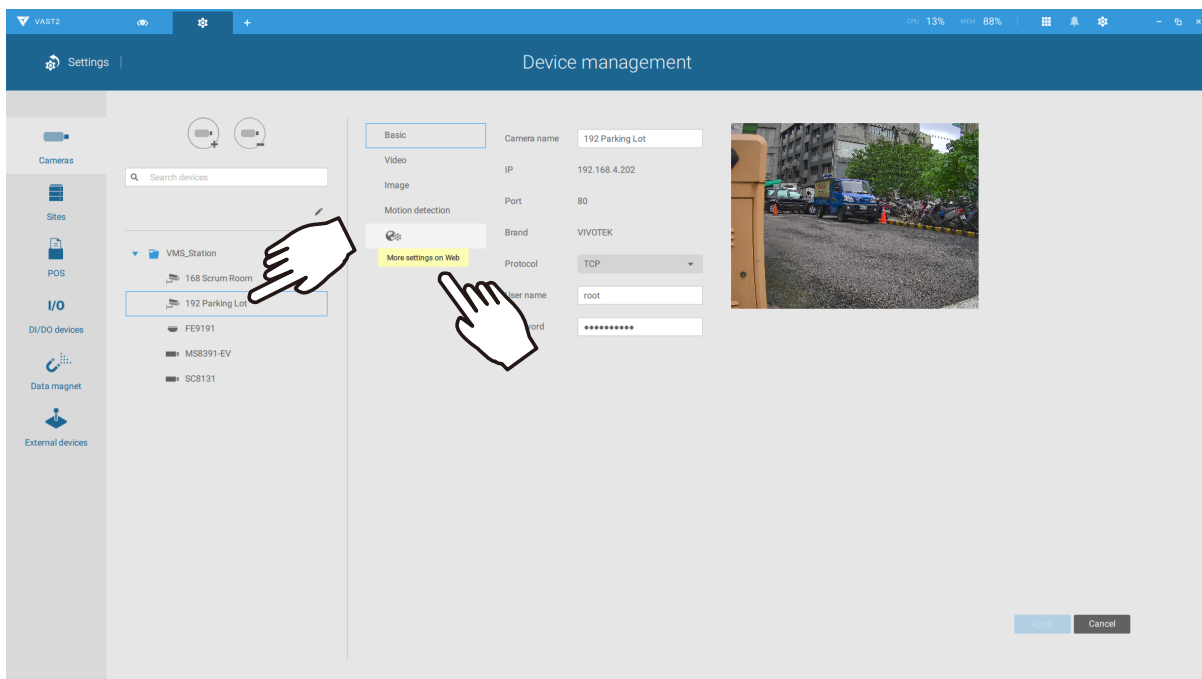 VAST2
CPU 13% MEM 88%
Settings
Device management
Cameras
Sites
POS
I/O
DI/DO devices
Data magnet
External devices
Search devices
VMS_Station
168 Scrum Room
192 Parking Lot
FE9191
MS8391-EV
SC8131
Basic
Video
Image
Motion detection
More settings on Web
Camera name 192 Parking Lot
IP 192.168.4.202
Port 80
Brand VIVOTEK
Protocol TCP
User name root
Apply Cancel